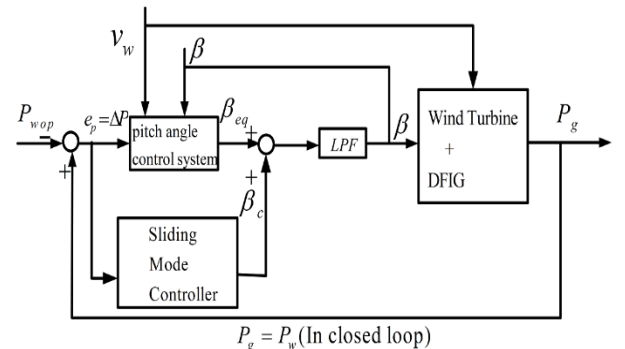 V_w
β
P_wop
−
e_p=ΔP
+
pitch angle
control system
β_eq
+
+
β_c
LPF
β
Wind Turbine
+
DFIG
P_g
Sliding
Mode
Controller
P_g = P_w (In closed loop)